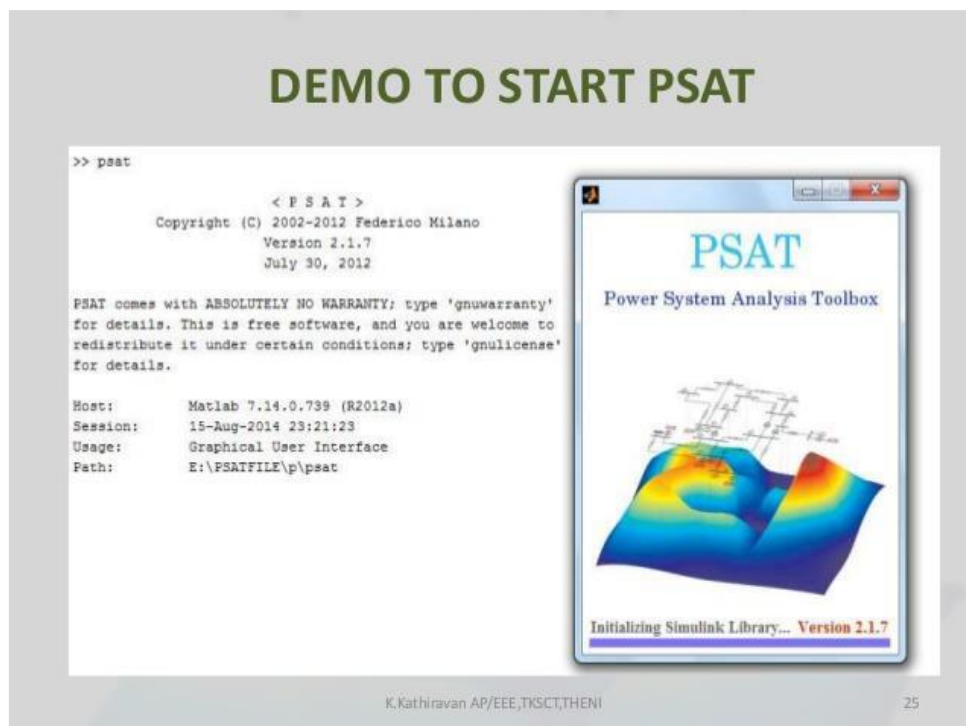 DEMO TO START PSAT
>> psat
< P S A T >
Copyright (C) 2002-2012 Federico Milano
Version 2.1.7
July 30, 2012
PSAT comes with ABSOLUTELY NO WARRANTY; type 'gnuwarranty'
for details. This is free software, and you are welcome to
redistribute it under certain conditions; type 'gnulicense'
for details.
Host: Matlab 7.14.0.739 (R2012a)
Session: 15-Aug-2014 23:21:23
Usage: Graphical User Interface
Path: E:\PSATFILE\p\psat
PSAT
Power System Analysis Toolbox
Initializing Simulink Library... Version 2.1.7
K.Kathiravan AP/EEE,TKSCT,THENI
25